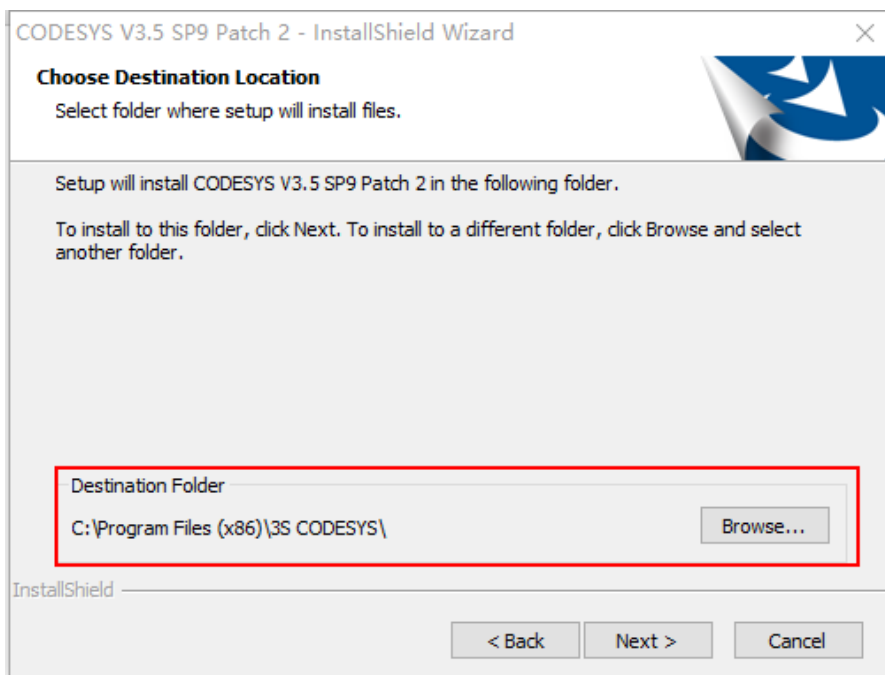 CODESYS V3.5 SP9 Patch 2 - InstallShield Wizard
Choose Destination Location
Select folder where setup will install files.
Setup will install CODESYS V3.5 SP9 Patch 2 in the following folder.
To install to this folder, click Next. To install to a different folder, click Browse and select
another folder.
Destination Folder
C:\Program Files (x86)\3S CODESYS\
Browse...
InstallShield
< Back
Next >
Cancel